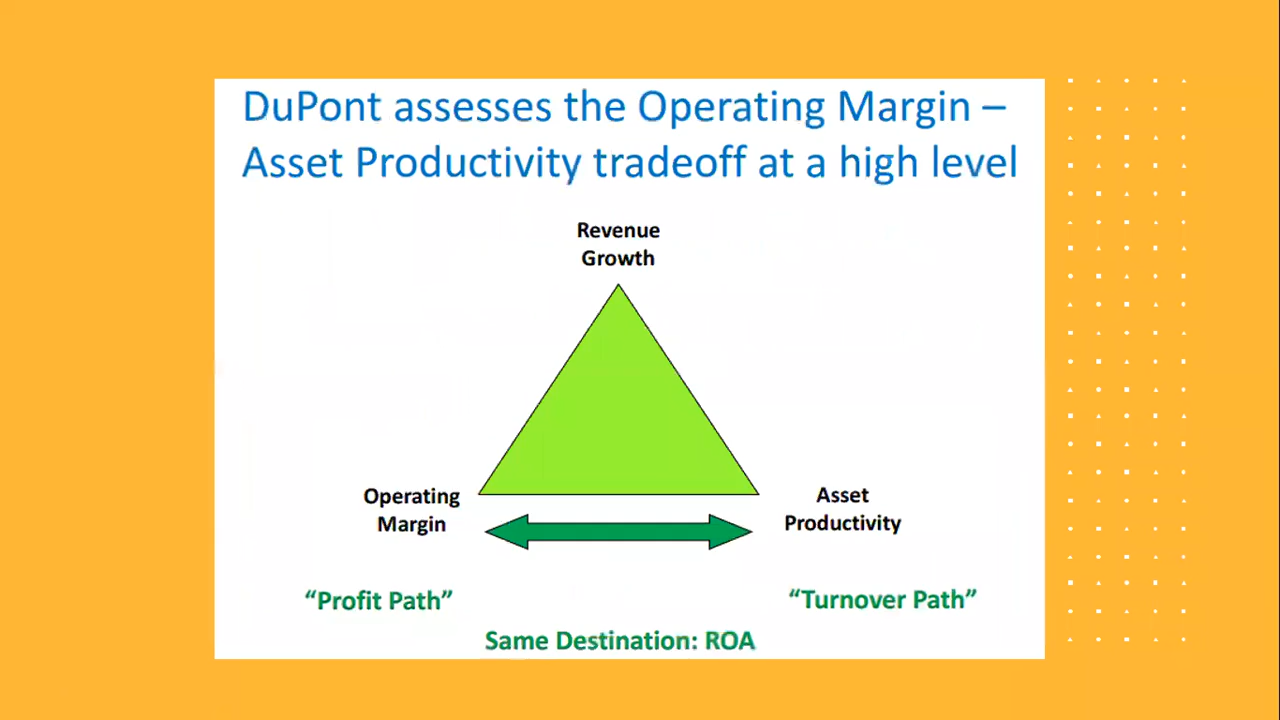 DuPont assesses the Operating Margin –
Asset Productivity tradeoff at a high level
Revenue
Growth
Operating
Margin
Asset
Productivity
“Profit Path”
“Turnover Path”
Same Destination: ROA